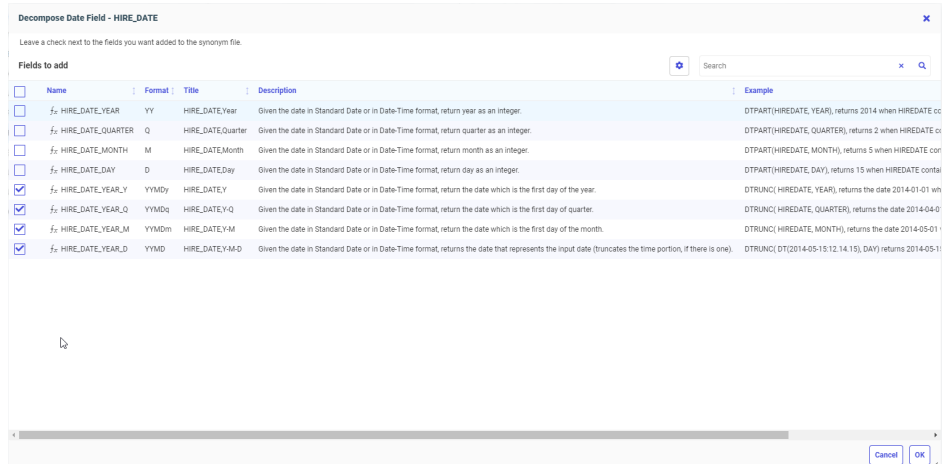 Decompose Date Field - HIRE_DATE
Leave a check next to the fields you want added to the synonym file.
Fields to add
Search
Name Format Title Description Example
fx HIRE_DATE_YEAR YY HIRE_DATE,Year Given the date in Standard Date or in Date-Time format, return year as an integer. DTPART(HIREDATE, YEAR), returns 2014 when HIREDATE cc
fx HIRE_DATE_QUARTER Q HIRE_DATE,Quarter Given the date in Standard Date or in Date-Time format, return quarter as an integer. DTPART(HIREDATE, QUARTER), returns 2 when HIREDATE cc
fx HIRE_DATE_MONTH M HIRE_DATE,Month Given the date in Standard Date or in Date-Time format, return month as an integer. DTPART(HIREDATE, MONTH), returns 5 when HIREDATE con
fx HIRE_DATE_DAY D HIRE_DATE,Day Given the date in Standard Date or in Date-Time format, return day as an integer. DTPART(HIREDATE, DAY), returns 15 when HIREDATE contai
fx HIRE_DATE_YEAR_Y YYMDy HIRE_DATE,Y Given the date in Standard Date or in Date-Time format, return the date which is the first day of the year. DTRUNC( HIREDATE, YEAR), returns the date 2014-01-01 wh
fx HIRE_DATE_YEAR_Q YYMDq HIRE_DATE,Y-Q Given the date in Standard Date or in Date-Time format, return the date which is the first day of quarter. DTRUNC( HIREDATE, QUARTER), returns the date 2014-04-0
fx HIRE_DATE_YEAR_M YYMDm HIRE_DATE,Y-M Given the date in Standard Date or in Date-Time format, return the date which is the first day of the month. DTRUNC( HIREDATE, MONTH), returns the date 2014-05-01
fx HIRE_DATE_YEAR_D YYMD HIRE_DATE,Y-M-D Given the date in Standard Date or in Date-Time format, returns the date that represents the input date (truncates the time portion, if there is one). DTRUNC( DT(2014-05-15:12.14.15), DAY) returns 2014-05-1
Cancel OK